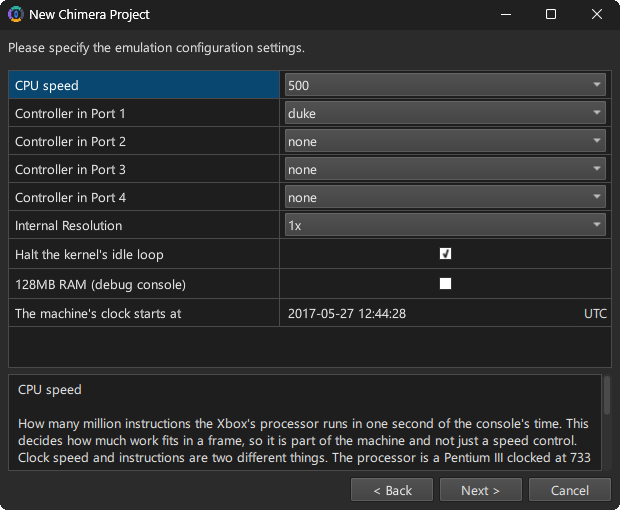 New Chimera Project
Please specify the emulation configuration settings.
CPU speed 500
Controller in Port 1 duke
Controller in Port 2 none
Controller in Port 3 none
Controller in Port 4 none
Internal Resolution 1x
Halt the kernel's idle loop
128MB RAM (debug console)
The machine's clock starts at 2017-05-27 12:44:28 UTC
CPU speed
How many million instructions the Xbox's processor runs in one second of the console's time. This
decides how much work fits in a frame, so it is part of the machine and not just a speed control.
Clock speed and instructions are two different things. The processor is a Pentium III clocked at 733
< Back Next > Cancel